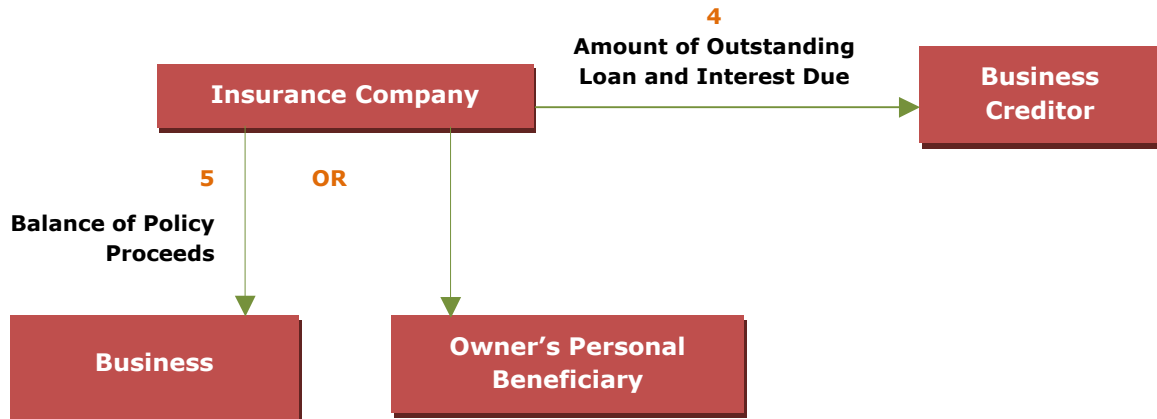 4
Amount of Outstanding
Loan and Interest Due
Insurance Company
Business
Creditor
5
OR
Balance of Policy
Proceeds
Business
Owner’s Personal
Beneficiary